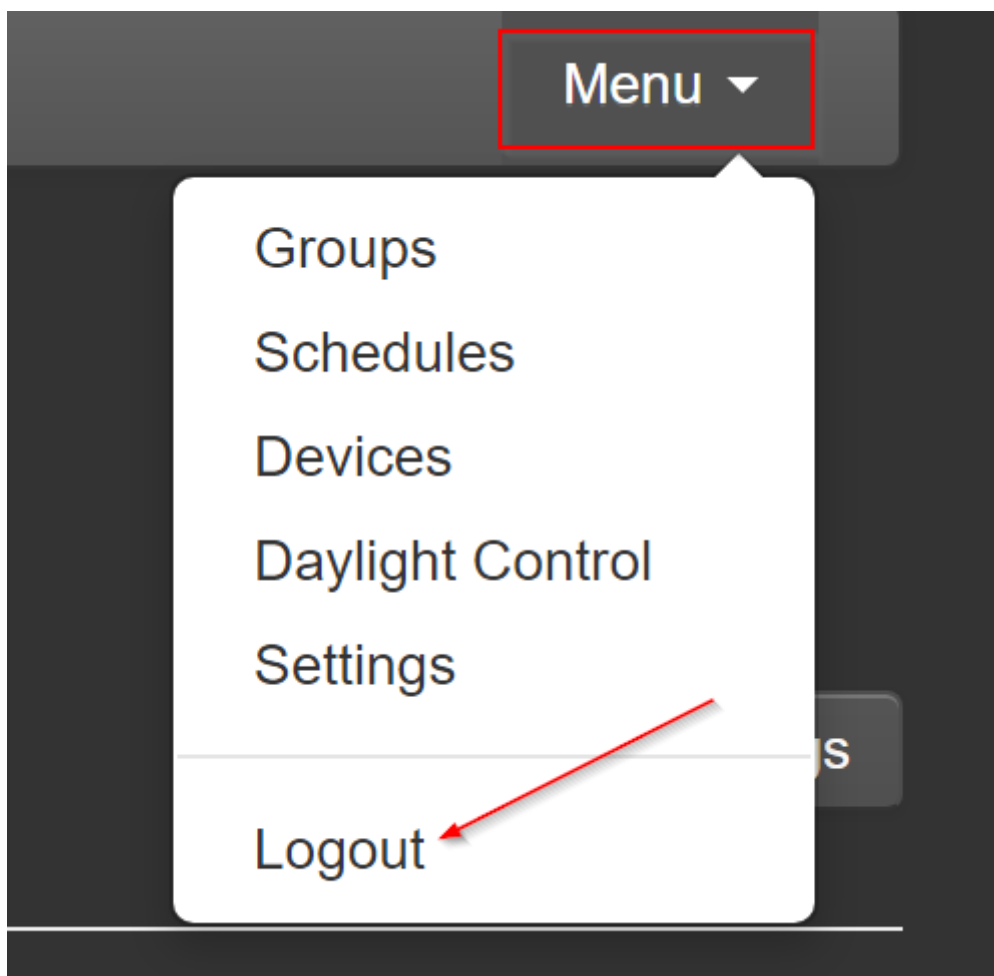 Menu
Groups
Schedules
Devices
Daylight Control
Settings
Logout